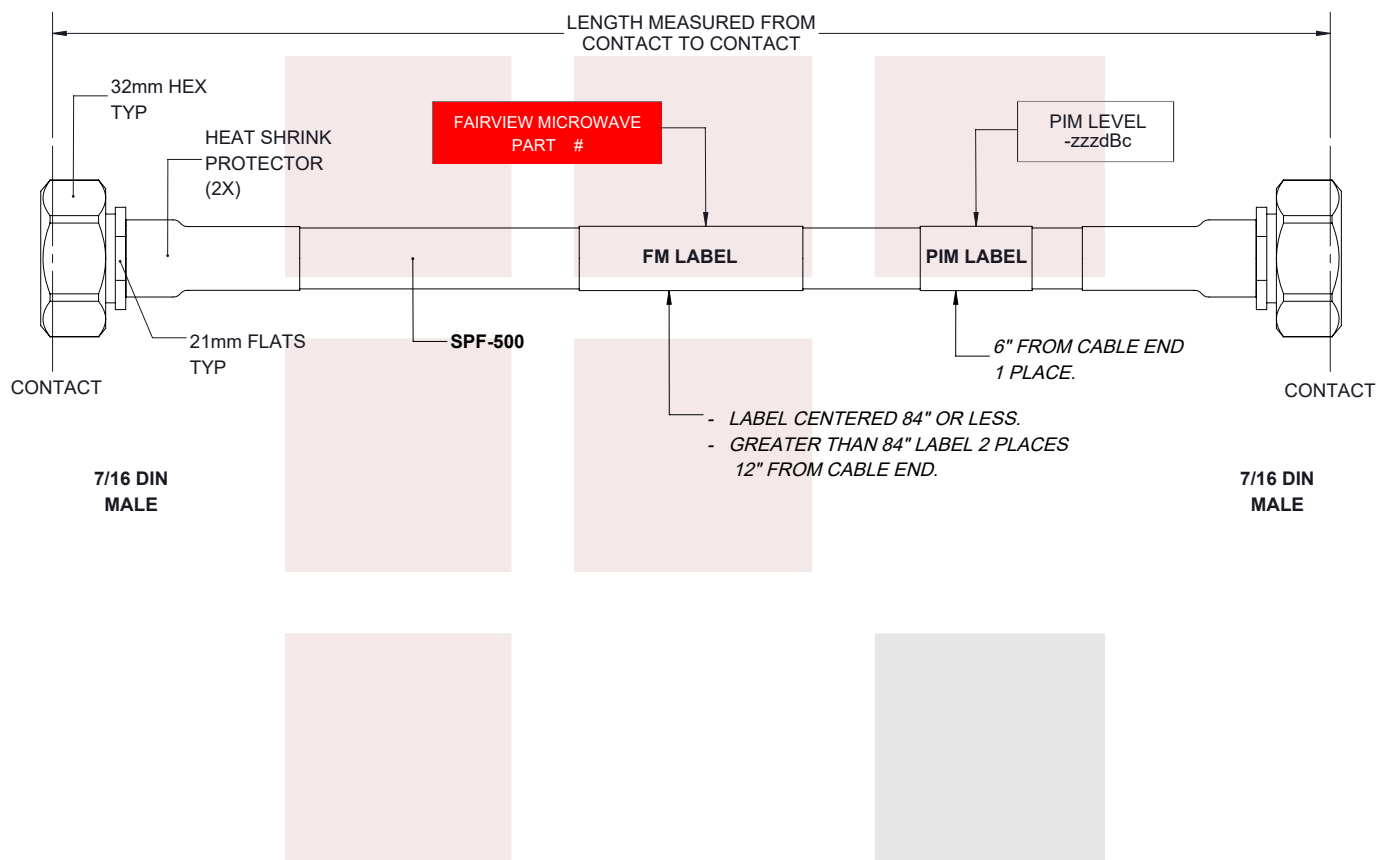 LENGTH MEASURED FROM
CONTACT TO CONTACT
32mm HEX
TYP
HEAT SHRINK
PROTECTOR
(2X)
FAIRVIEW MICROWAVE
PART #
PIM LEVEL
-zzzdBc
FM LABEL
PIM LABEL
21mm FLATS
TYP
SPF-500
6" FROM CABLE END
1 PLACE.
CONTACT
CONTACT
- LABEL CENTERED 84" OR LESS.
- GREATER THAN 84" LABEL 2 PLACES
12" FROM CABLE END.
7/16 DIN
MALE
7/16 DIN
MALE